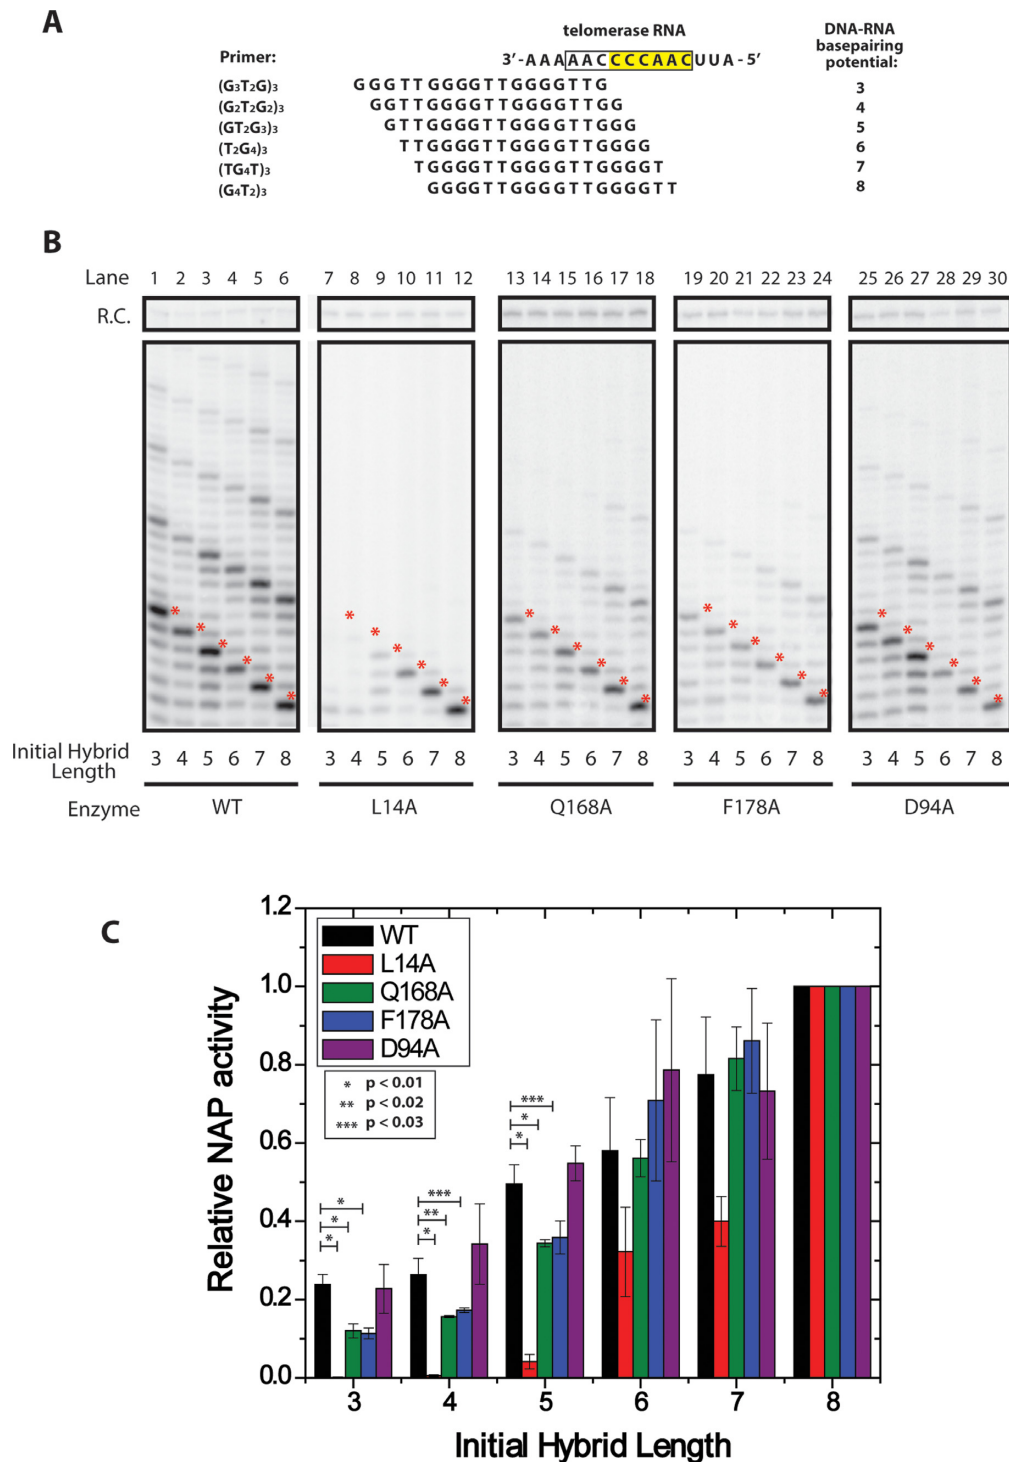 A
telomerase RNA
DNA-RNA
basepairing
potential:
Primer:
3'-AAAAACCCCAACUUA-5'
(G3T2G)3 GGGTTGGGGTTGGGGTTG 3
(G2T2G2)3 GGTTGGGGTTGGGGTTGG 4
(GT2G3)3 GTTGGGGTTGGGGTTGGG 5
(T2G4)3 TTGGGGTTGGGGTTGGGG 6
(TG4T)3 TGGGGTTGGGGTTGGGGT 7
(G4T2)3 GGGGTTGGGGTTGGGGTT 8
B
Lane 1 2 3 4 5 6 7 8 9 10 11 12 13 14 15 16 17 18 19 20 21 22 23 24 25 26 27 28 29 30
R.C.
* * * * * * * * * * * * * * * * * * * * * * * * * * * * * *
Initial Hybrid
Length
3 4 5 6 7 8 3 4 5 6 7 8 3 4 5 6 7 8 3 4 5 6 7 8 3 4 5 6 7 8
Enzyme WT L14A Q168A F178A D94A
C
Relative NAP activity
1.2
1.0
0.8
0.6
0.4
0.2
0.0
WT
L14A
Q168A
F178A
D94A
* p < 0.01
** p < 0.02
*** p < 0.03
*
*
*
***
**
*
***
*
*
3 4 5 6 7 8
Initial Hybrid Length